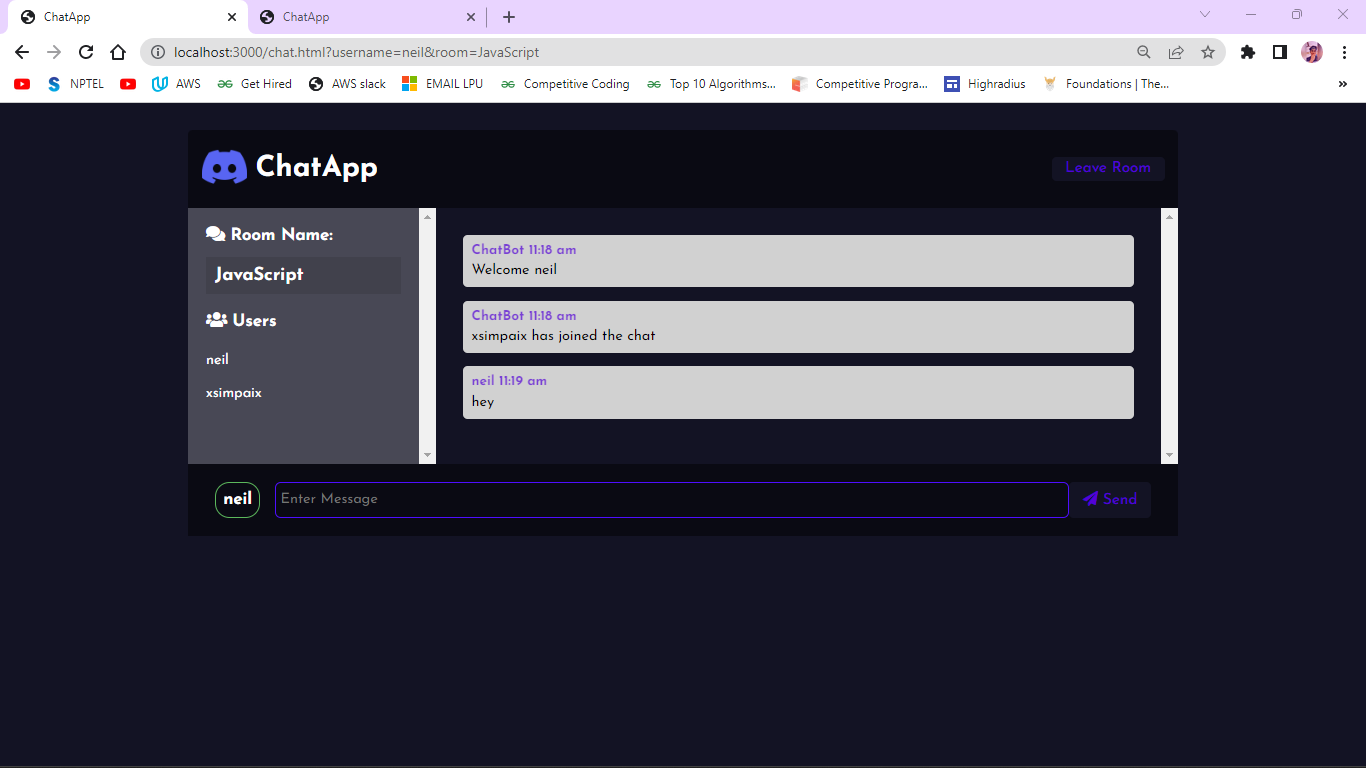 ChatApp
ChatApp
localhost:3000/chat.html?username=neil&room=JavaScript
NPTEL AWS Get Hired AWS slack EMAIL LPU Competitive Coding Top 10 Algorithms... Competitive Progra... Highradius Foundations | The...
ChatApp
Leave Room
Room Name:
JavaScript
Users
neil
xsimpaix
ChatBot 11:18 am
Welcome neil
ChatBot 11:18 am
xsimpaix has joined the chat
neil 11:19 am
hey
neil
Enter Message
Send